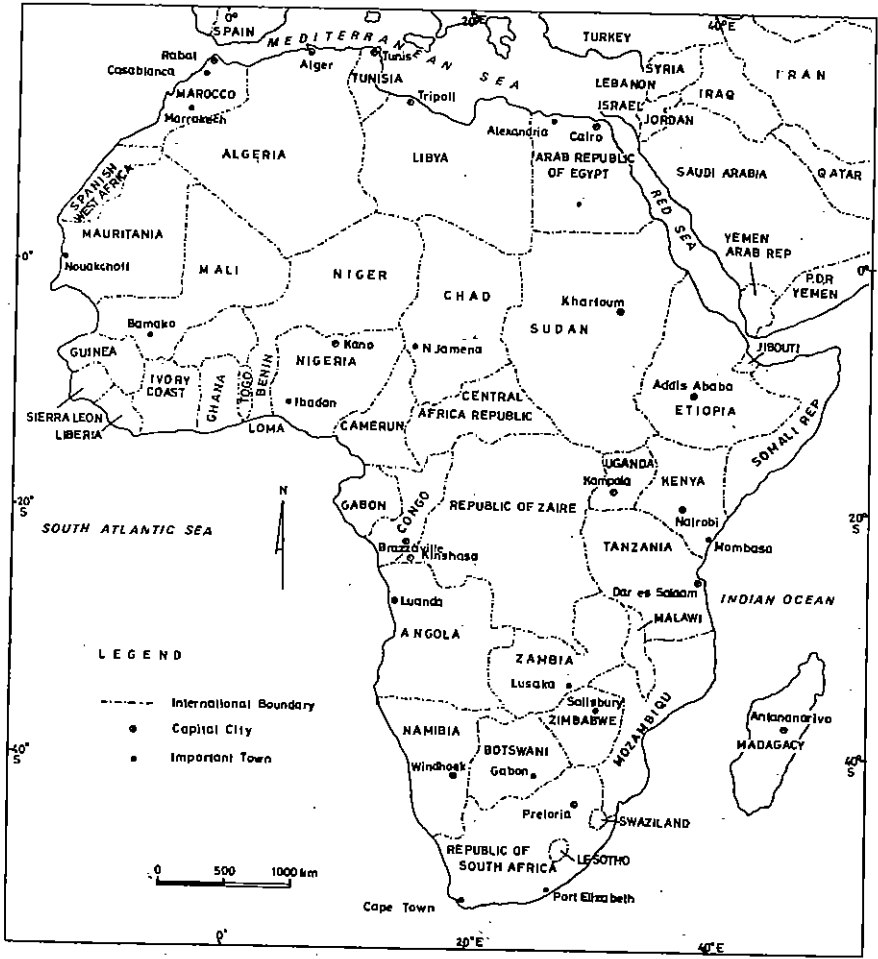 0°
20°E
40°E
SPAIN
MEDITERRANEAN SEA
TURKEY
Rabat
Casablanca
Alger
Tunis
TUNISIA
SYRIA
LEBANON
IRAN
IRAQ
ISRAEL
JORDAN
MAROCCO
Marrakech
Tripoli
Alexandria
Cairo
ALGERIA
LIBYA
ARAB REPUBLIC
OF EGYPT
SAUDI ARABIA
QATAR
SPANISH
WEST AFRICA
RED SEA
MAURITANIA
YEMEN
ARAB REP
0°
0°
Nouakchott
MALI
NIGER
CHAD
Khartoum
SUDAN
P.D.R
YEMEN
Bamako
Kano
N Jamena
JIBOUTI
GUINEA
NIGERIA
IVORY
COAST
GHANA
TOGO
BENIN
Ibadan
CENTRAL
AFRICA REPUBLIC
Addis Ababa
ETIOPIA
SIERRA LEON
LIBERIA
LOMA
CAMERUN
SOMALI REP
UGANDA
KENYA
Kampala
N
20°
S
GABON
CONGO
REPUBLIC OF ZAIRE
Nairobi
20°
S
SOUTH ATLANTIC SEA
Brazzaville
Kinshasa
TANZANIA
Mombasa
Dar es Salaam
INDIAN OCEAN
Luanda
MALAWI
ANGOLA
LEGEND
ZAMBIA
Lusaka
International Boundary
Salisbury
ZIMBABWE
MOZAMBIQU
Antananarivo
MADAGACY
Capital City
NAMIBIA
BOTSWANI
40°
S
Important Town
Windhoek
Gabon
40°
S
Pretoria
SWAZILAND
REPUBLIC OF
SOUTH AFRICA
LESOTHO
0 500 1000 km
Cape Town
Port Elizabeth
0°
20°E
40°E